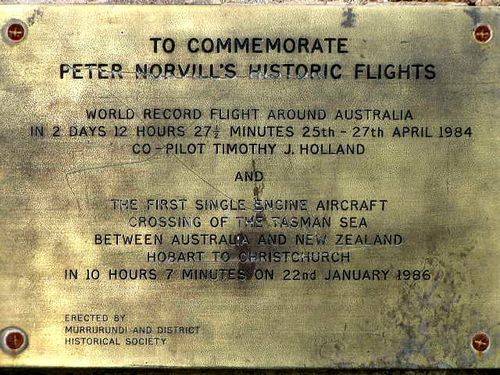 TO COMMEMORATE
PETER NORVILL'S HISTORIC FLIGHTS
WORLD RECORD FLIGHT AROUND AUSTRALIA
IN 2 DAYS 12 HOURS 27½ MINUTES 25th - 27th APRIL 1984
CO-PILOT TIMOTHY J. HOLLAND
AND
THE FIRST SINGLE ENGINE AIRCRAFT
CROSSING OF THE TASMAN SEA
BETWEEN AUSTRALIA AND NEW ZEALAND
HOBART TO CHRISTCHURCH
IN 10 HOURS 7 MINUTES ON 22nd JANUARY 1986
ERECTED BY
MURRURUNDI AND DISTRICT
HISTORICAL SOCIETY